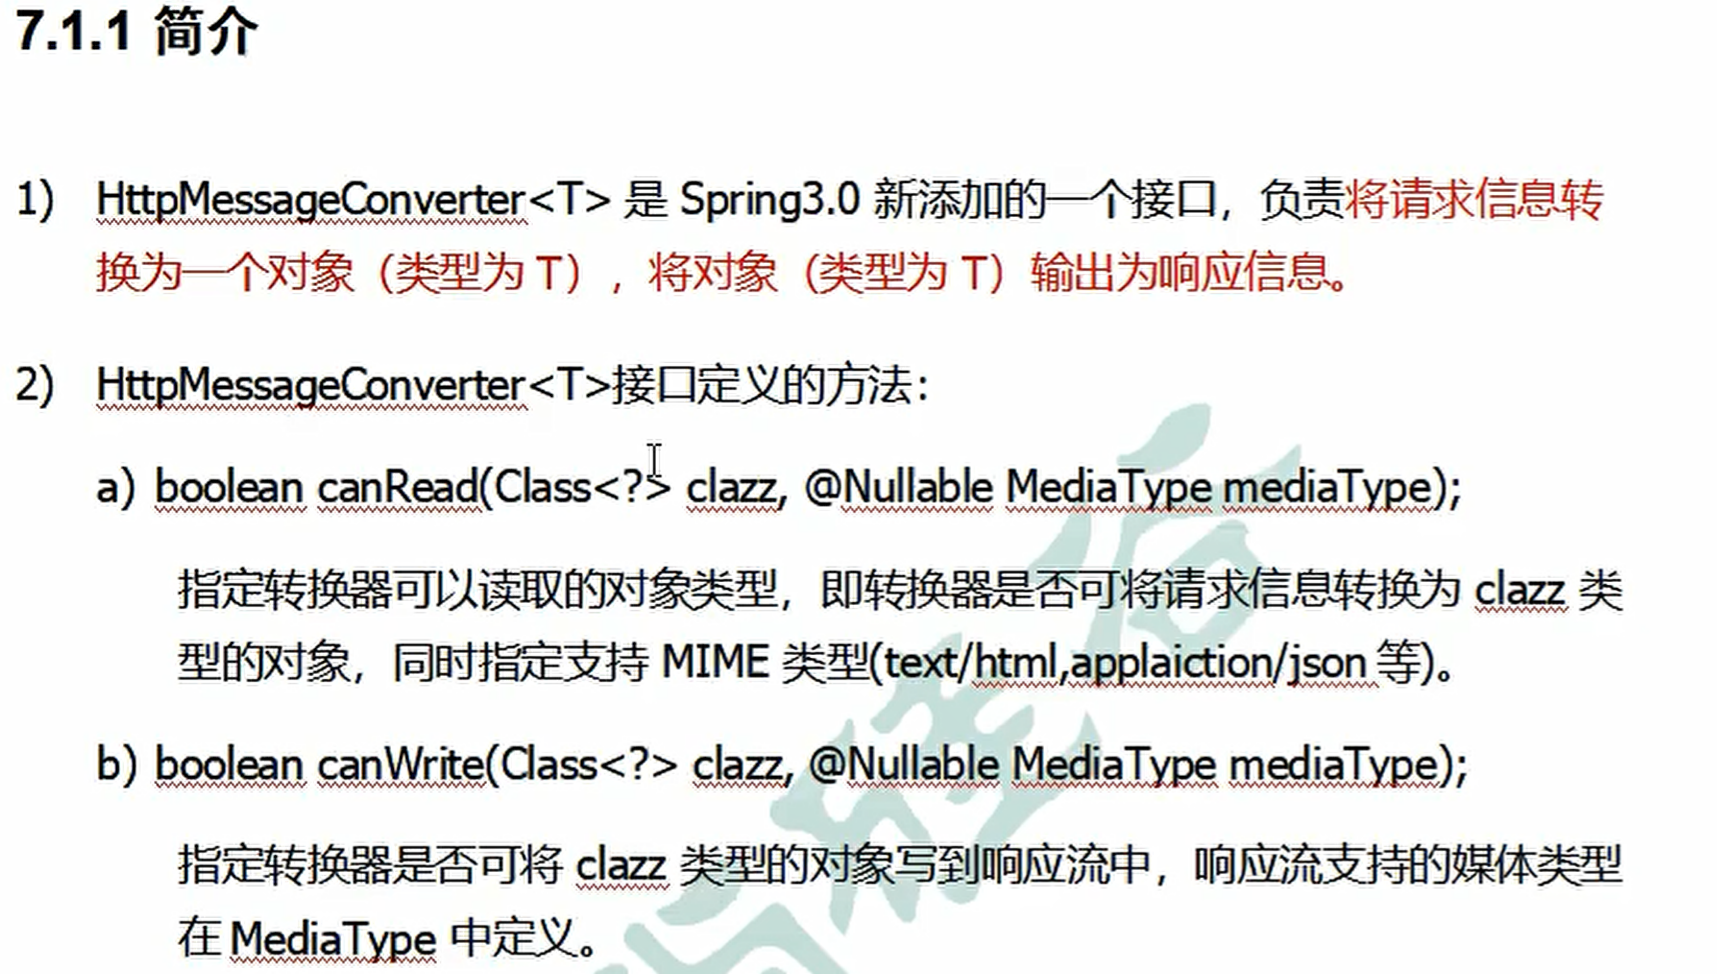 7.1.1 简介
1) HttpMessageConverter<T> 是 Spring3.0 新添加的一个接口，负责将请求信息转
换为一个对象（类型为 T），将对象（类型为 T）输出为响应信息。
2) HttpMessageConverter<T>接口定义的方法：
a) boolean canRead(Class<?> clazz, @Nullable MediaType mediaType);
指定转换器可以读取的对象类型，即转换器是否可将请求信息转换为 clazz 类
型的对象，同时指定支持 MIME 类型(text/html,applaiction/json 等)。
b) boolean canWrite(Class<?> clazz, @Nullable MediaType mediaType);
指定转换器是否可将 clazz 类型的对象写到响应流中，响应流支持的媒体类型
在 MediaType 中定义。